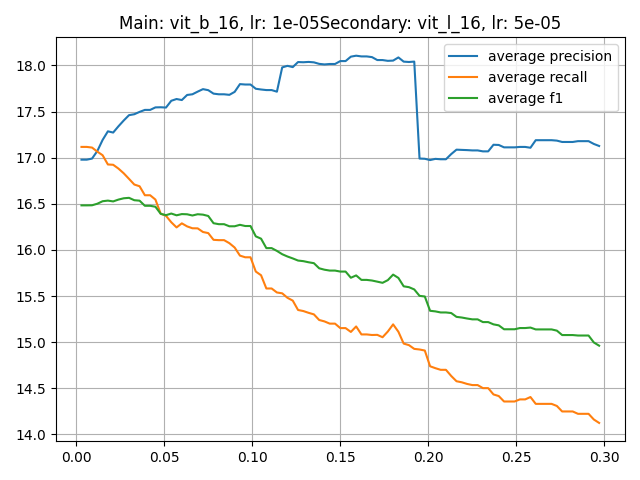 Main: vit_b_16, lr: 1e-05Secondary: vit_l_16, lr: 5e-05
average precision
average recall
average f1
18.0
17.5
17.0
16.5
16.0
15.5
15.0
14.5
14.0
0.00 0.05 0.10 0.15 0.20 0.25 0.30